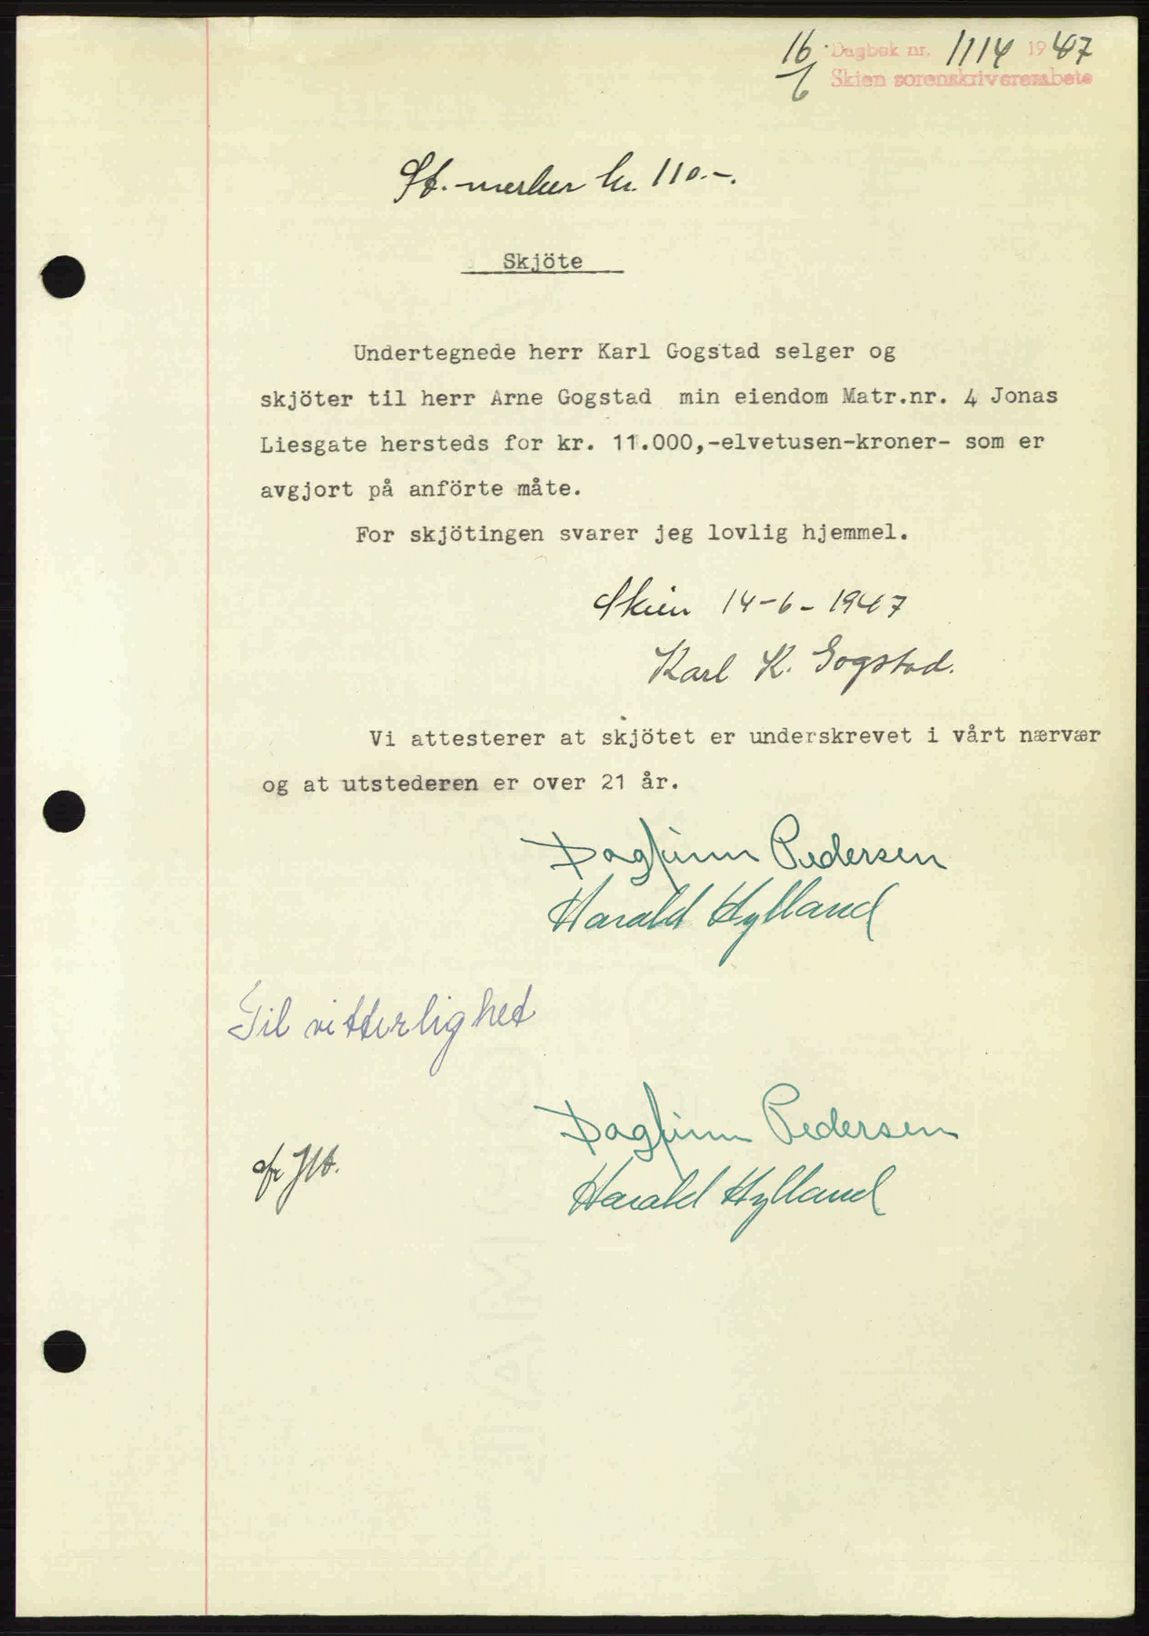 16/6 Dagbok nr. 1114 1947
Skien sorenskriverembete
St.merker kr. 110.-.
Skjöte
Undertegnede herr Karl Gogstad selger og
skjöter til herr Arne Gogstad min eiendom Matr.nr. 4 Jonas
Liesgate hersteds for kr. 11.000,-elvetusen-kroner- som er
avgjort på anförte måte.
For skjötingen svarer jeg lovlig hjemmel.
Skien 14-6-1947
Karl K. Gogstad.
Vi attesterer at skjötet er underskrevet i vårt nærvær
og at utstederen er over 21 år.
Dagfinn Pedersen
Harald Hylland
Til vitterlighet
Dagfinn Pedersen
Harald Hylland